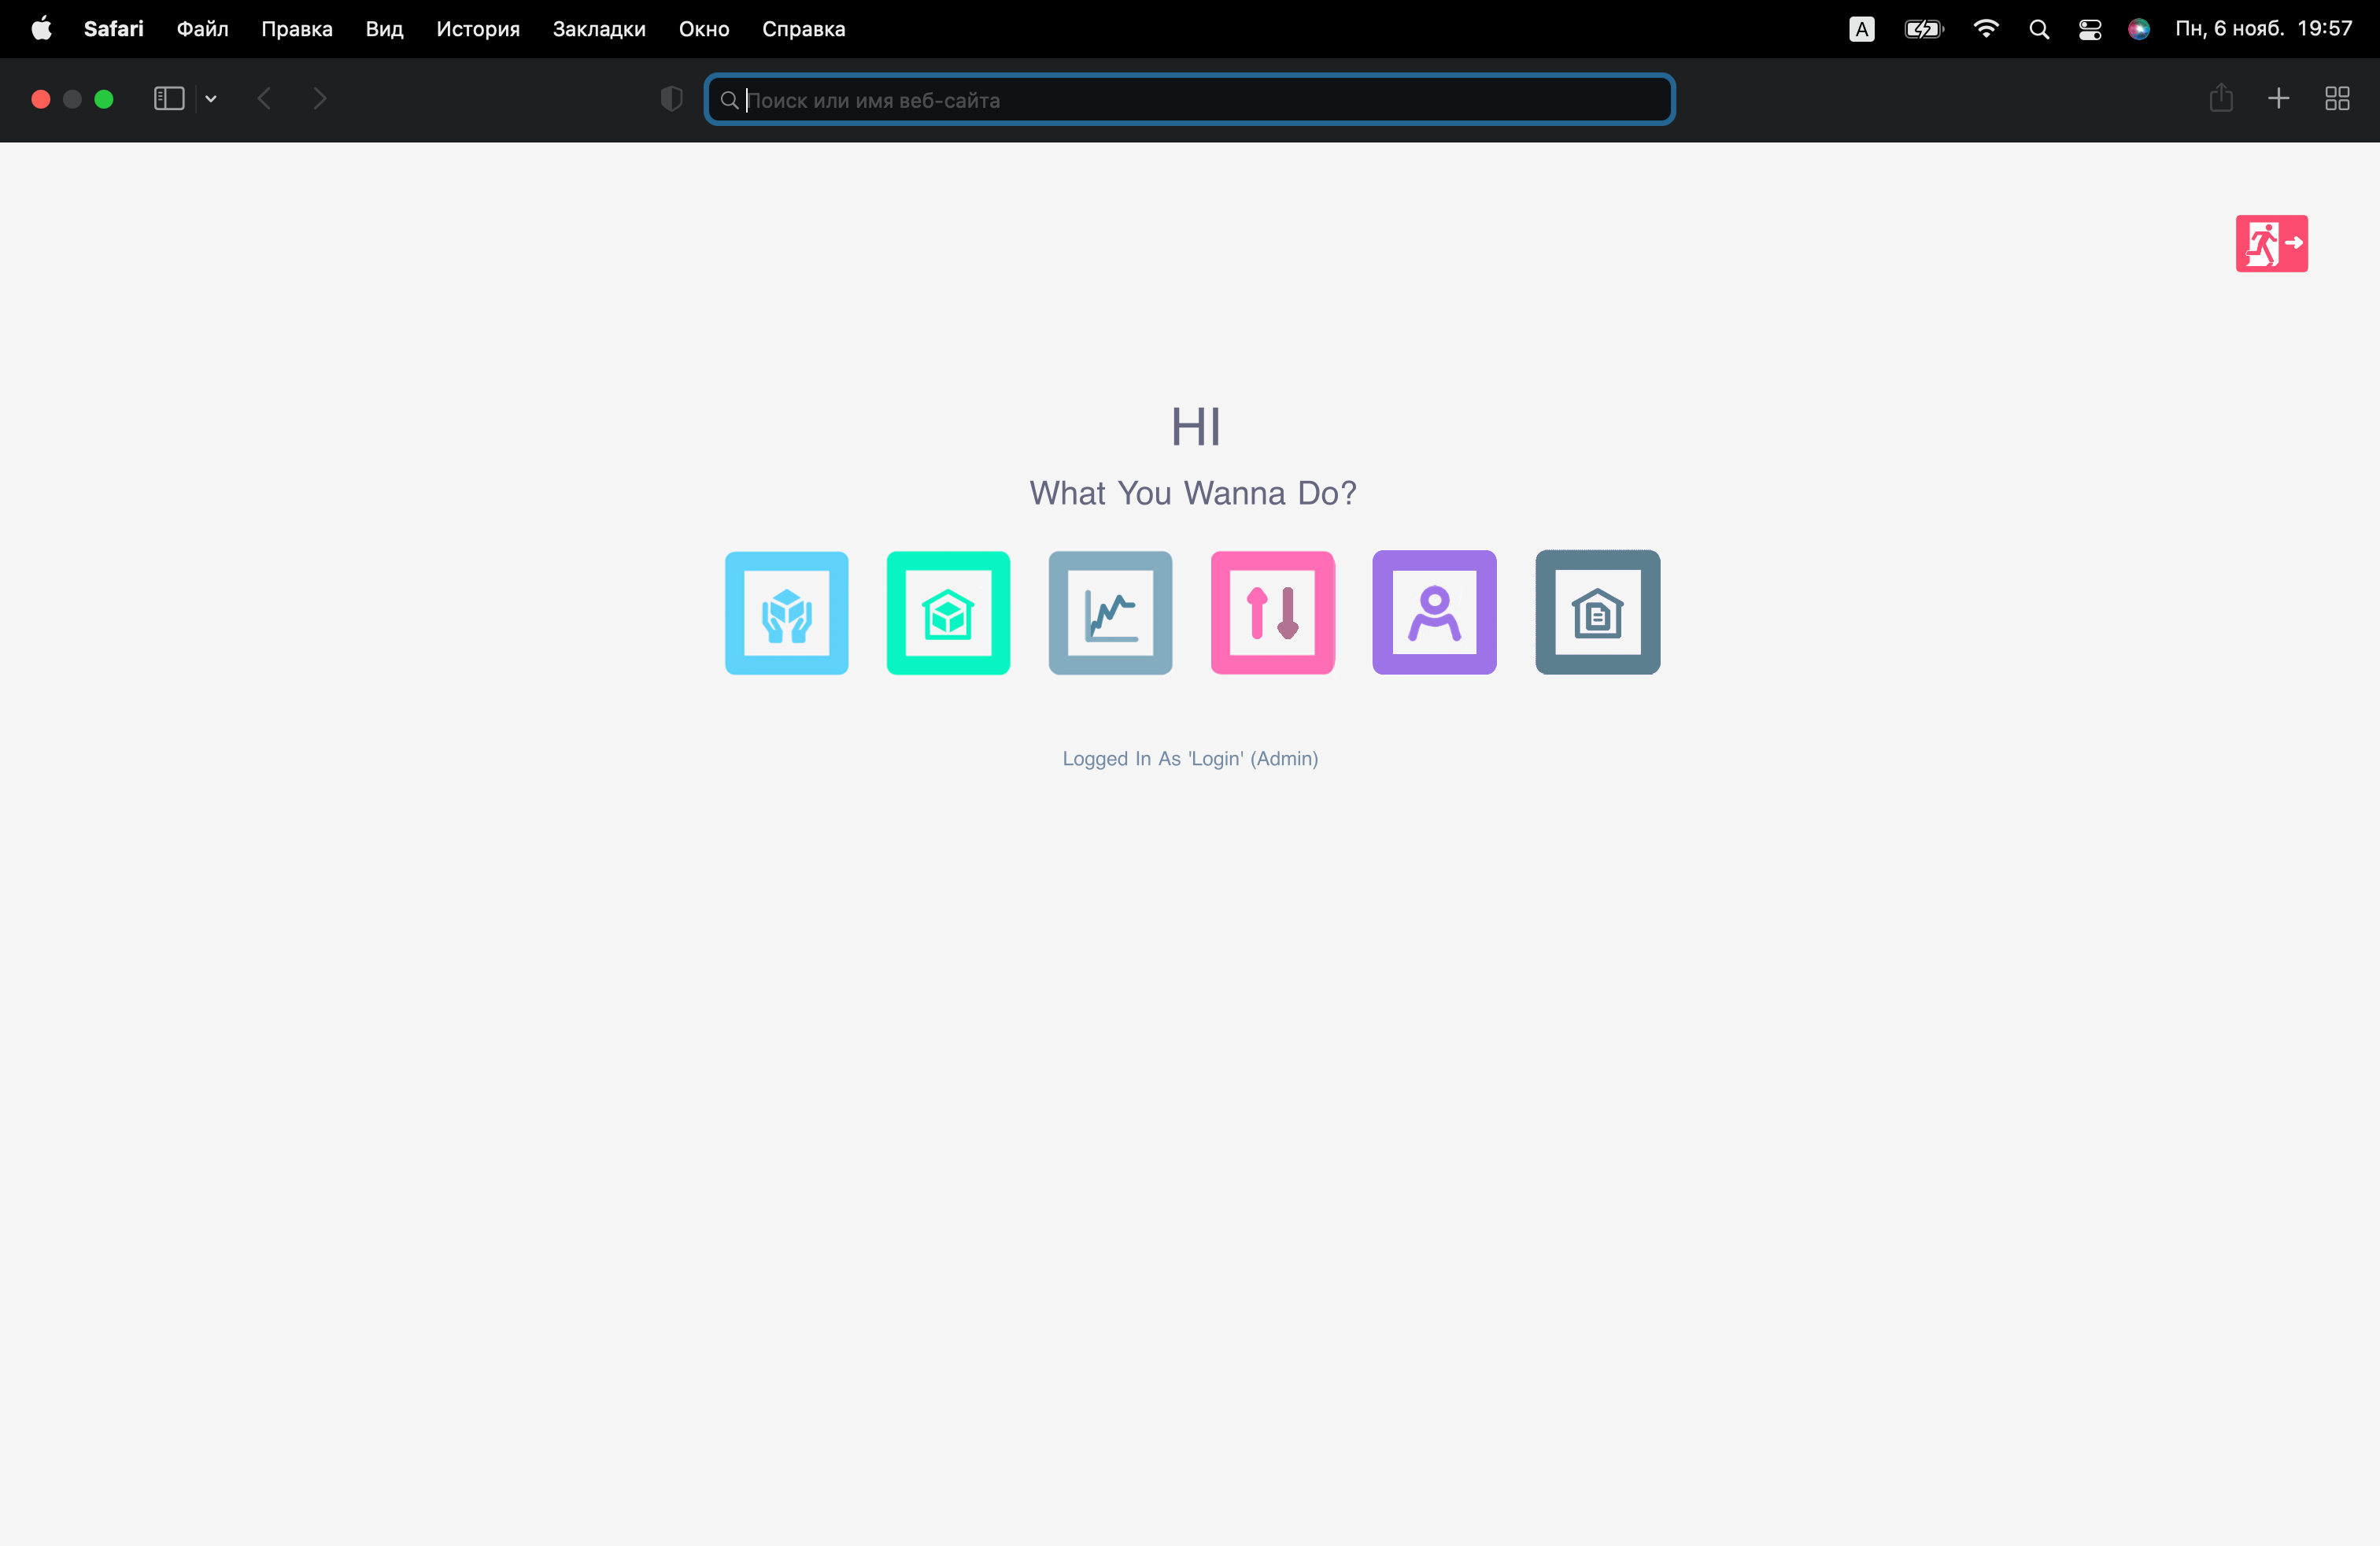 Safari Файл Правка Вид История Закладки Окно Справка A Пн, 6 нояб. 19:57
Поиск или имя веб-сайта
HI
What You Wanna Do?
Logged In As 'Login' (Admin)